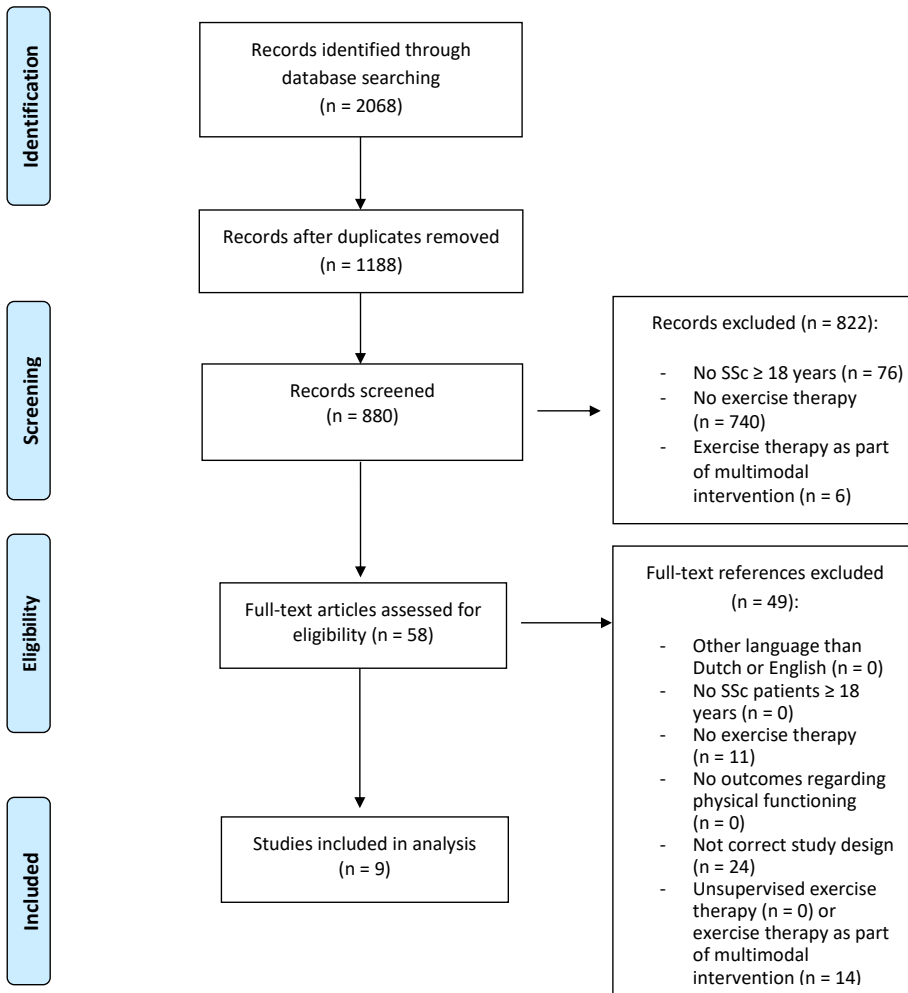 Identification
Records identified through
database searching
(n = 2068)
Records after duplicates removed
(n = 1188)
Screening
Records screened
(n = 880)
Records excluded (n = 822):
- No SSc ≥ 18 years (n = 76)
- No exercise therapy
(n = 740)
- Exercise therapy as part
of multimodal
intervention (n = 6)
Eligibility
Full-text articles assessed for
eligibility (n = 58)
Full-text references excluded
(n = 49):
- Other language than
Dutch or English (n = 0)
- No SSc patients ≥ 18
years (n = 0)
- No exercise therapy
(n = 11)
- No outcomes regarding
physical functioning
(n = 0)
- Not correct study design
(n = 24)
- Unsupervised exercise
therapy (n = 0) or
exercise therapy as part
of multimodal
intervention (n = 14)
Included
Studies included in analysis
(n = 9)